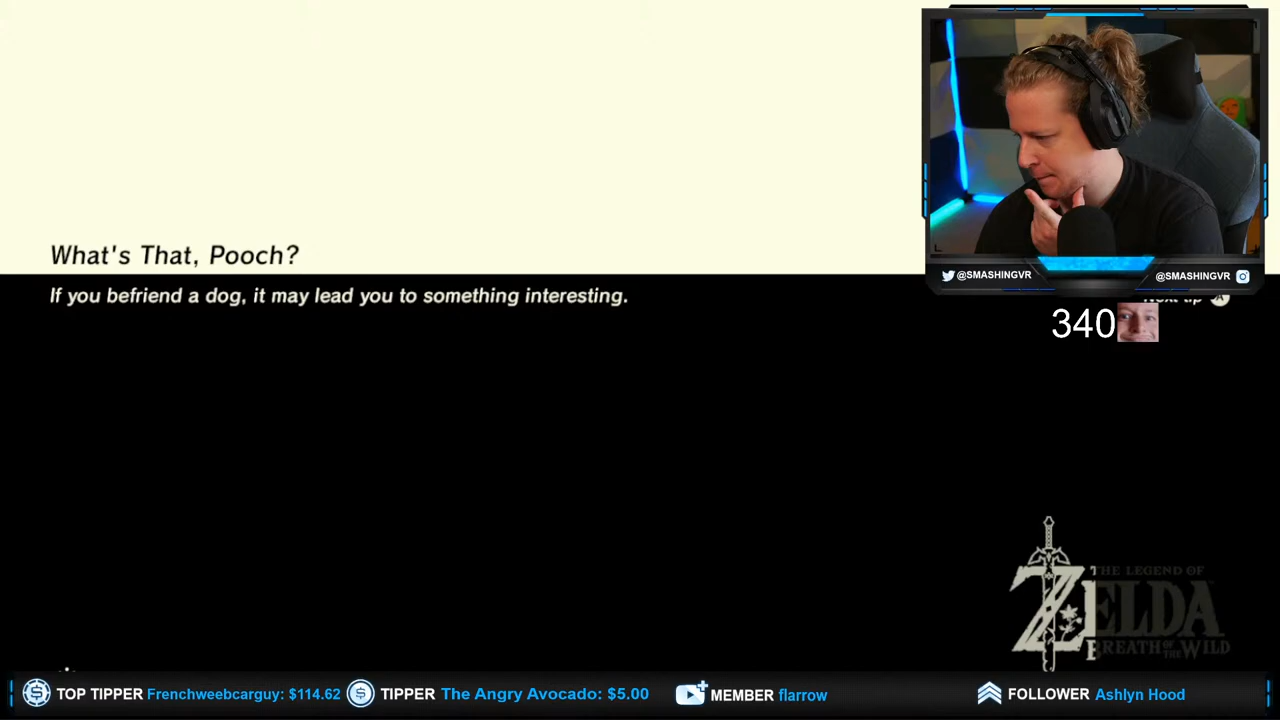 What's That, Pooch?
If you befriend a dog, it may lead you to something interesting.
@SMASHINGVR
@SMASHINGVR
Next tip A
340
THE LEGEND OF
ZELDA
BREATH OF THE WILD
TOP TIPPER Frenchweebcarguy: $114.62 TIPPER The Angry Avocado: $5.00 MEMBER flarrow FOLLOWER Ashlyn Hood